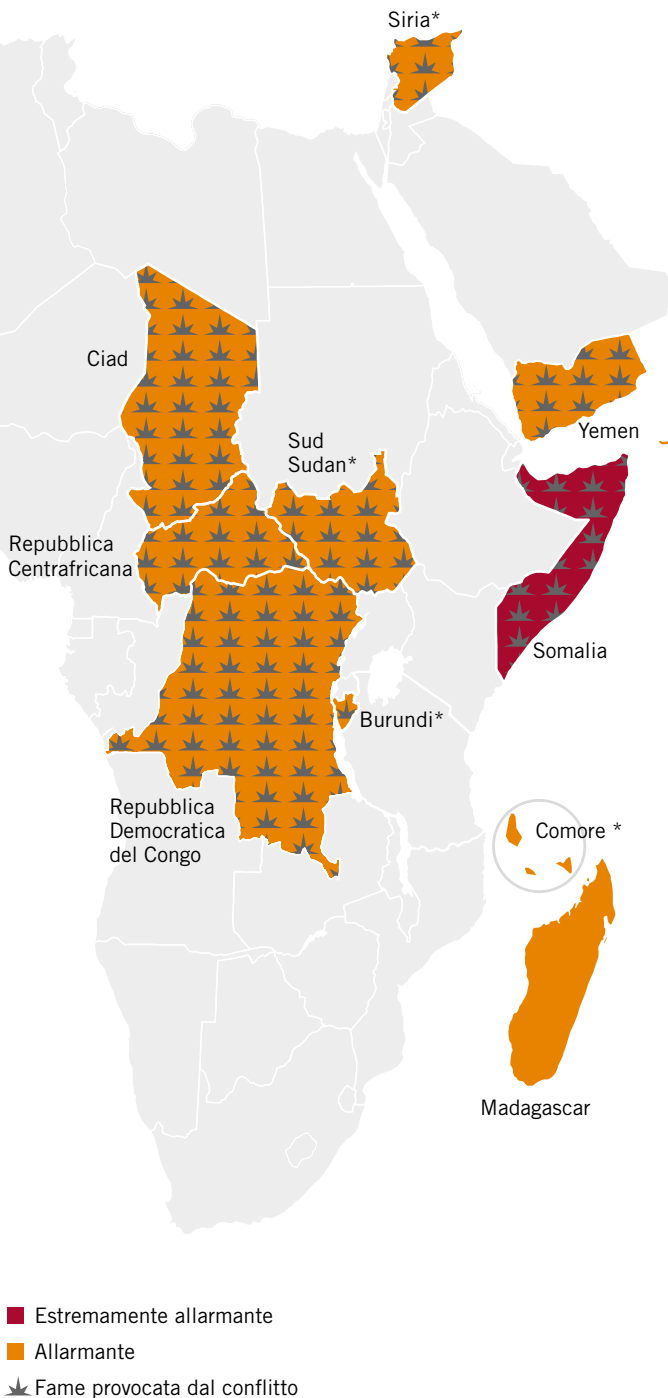 Siria*
Ciad
Sud
Sudan*
Yemen
Repubblica
Centrafricana
Somalia
Burundi*
Repubblica
Democratica
del Congo
Comore *
Madagascar
Estremamente allarmante
Allarmante
Fame provocata dal conflitto